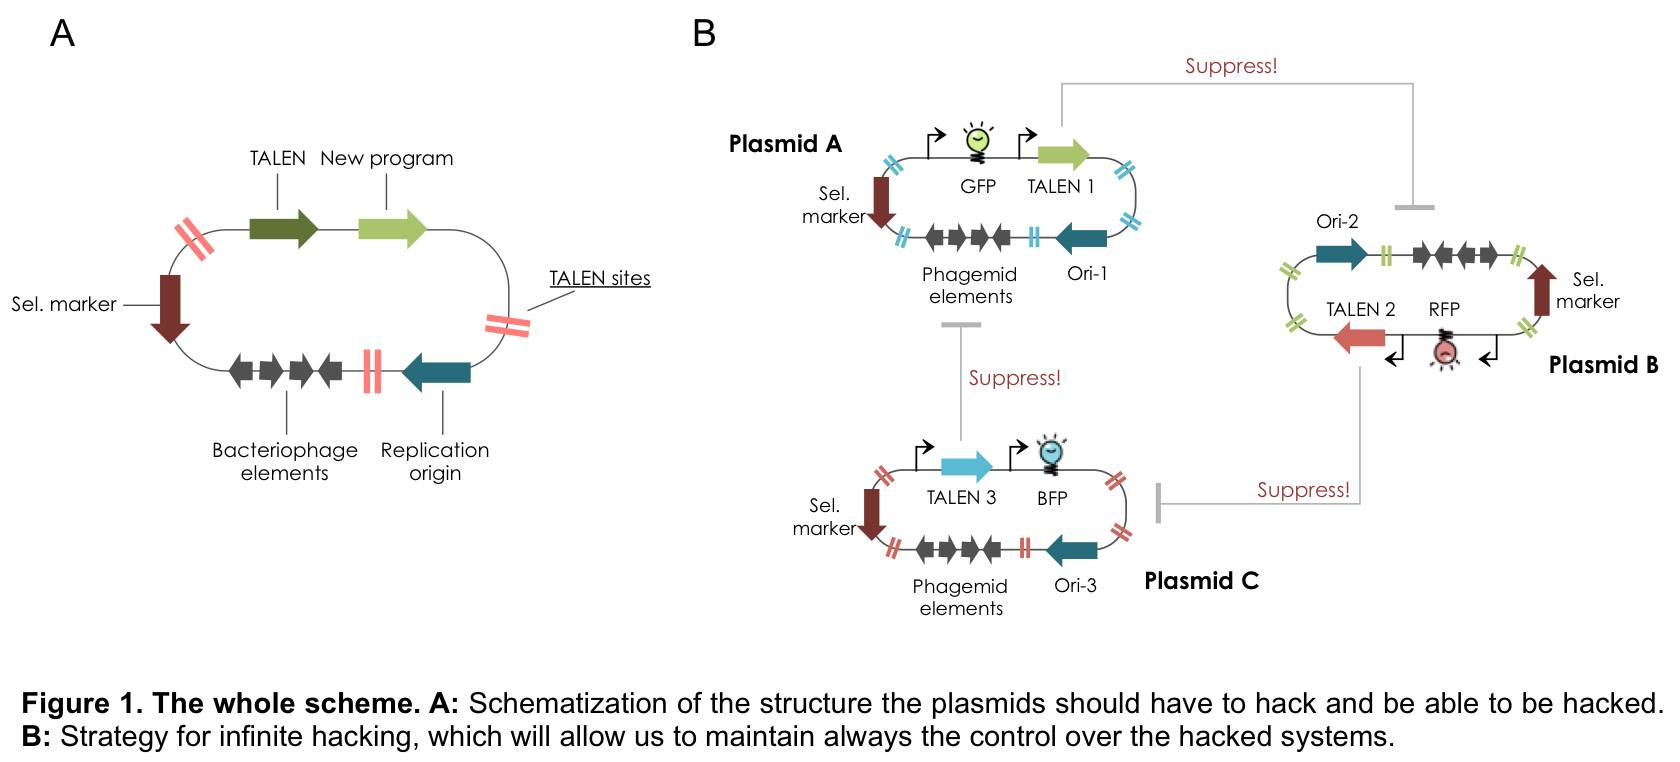 A
TALEN New program
Sel. marker
TALEN sites
Bacteriophage
elements
Replication
origin
B
Suppress!
Plasmid A
GFP
TALEN 1
Sel.
marker
Phagemid
elements
Ori-1
Ori-2
Sel.
marker
TALEN 2
RFP
Plasmid B
Suppress!
TALEN 3
BFP
Sel.
marker
Suppress!
Phagemid
elements
Ori-3
Plasmid C
Figure 1. The whole scheme. A: Schematization of the structure the plasmids should have to hack and be able to be hacked.
B: Strategy for infinite hacking, which will allow us to maintain always the control over the hacked systems.